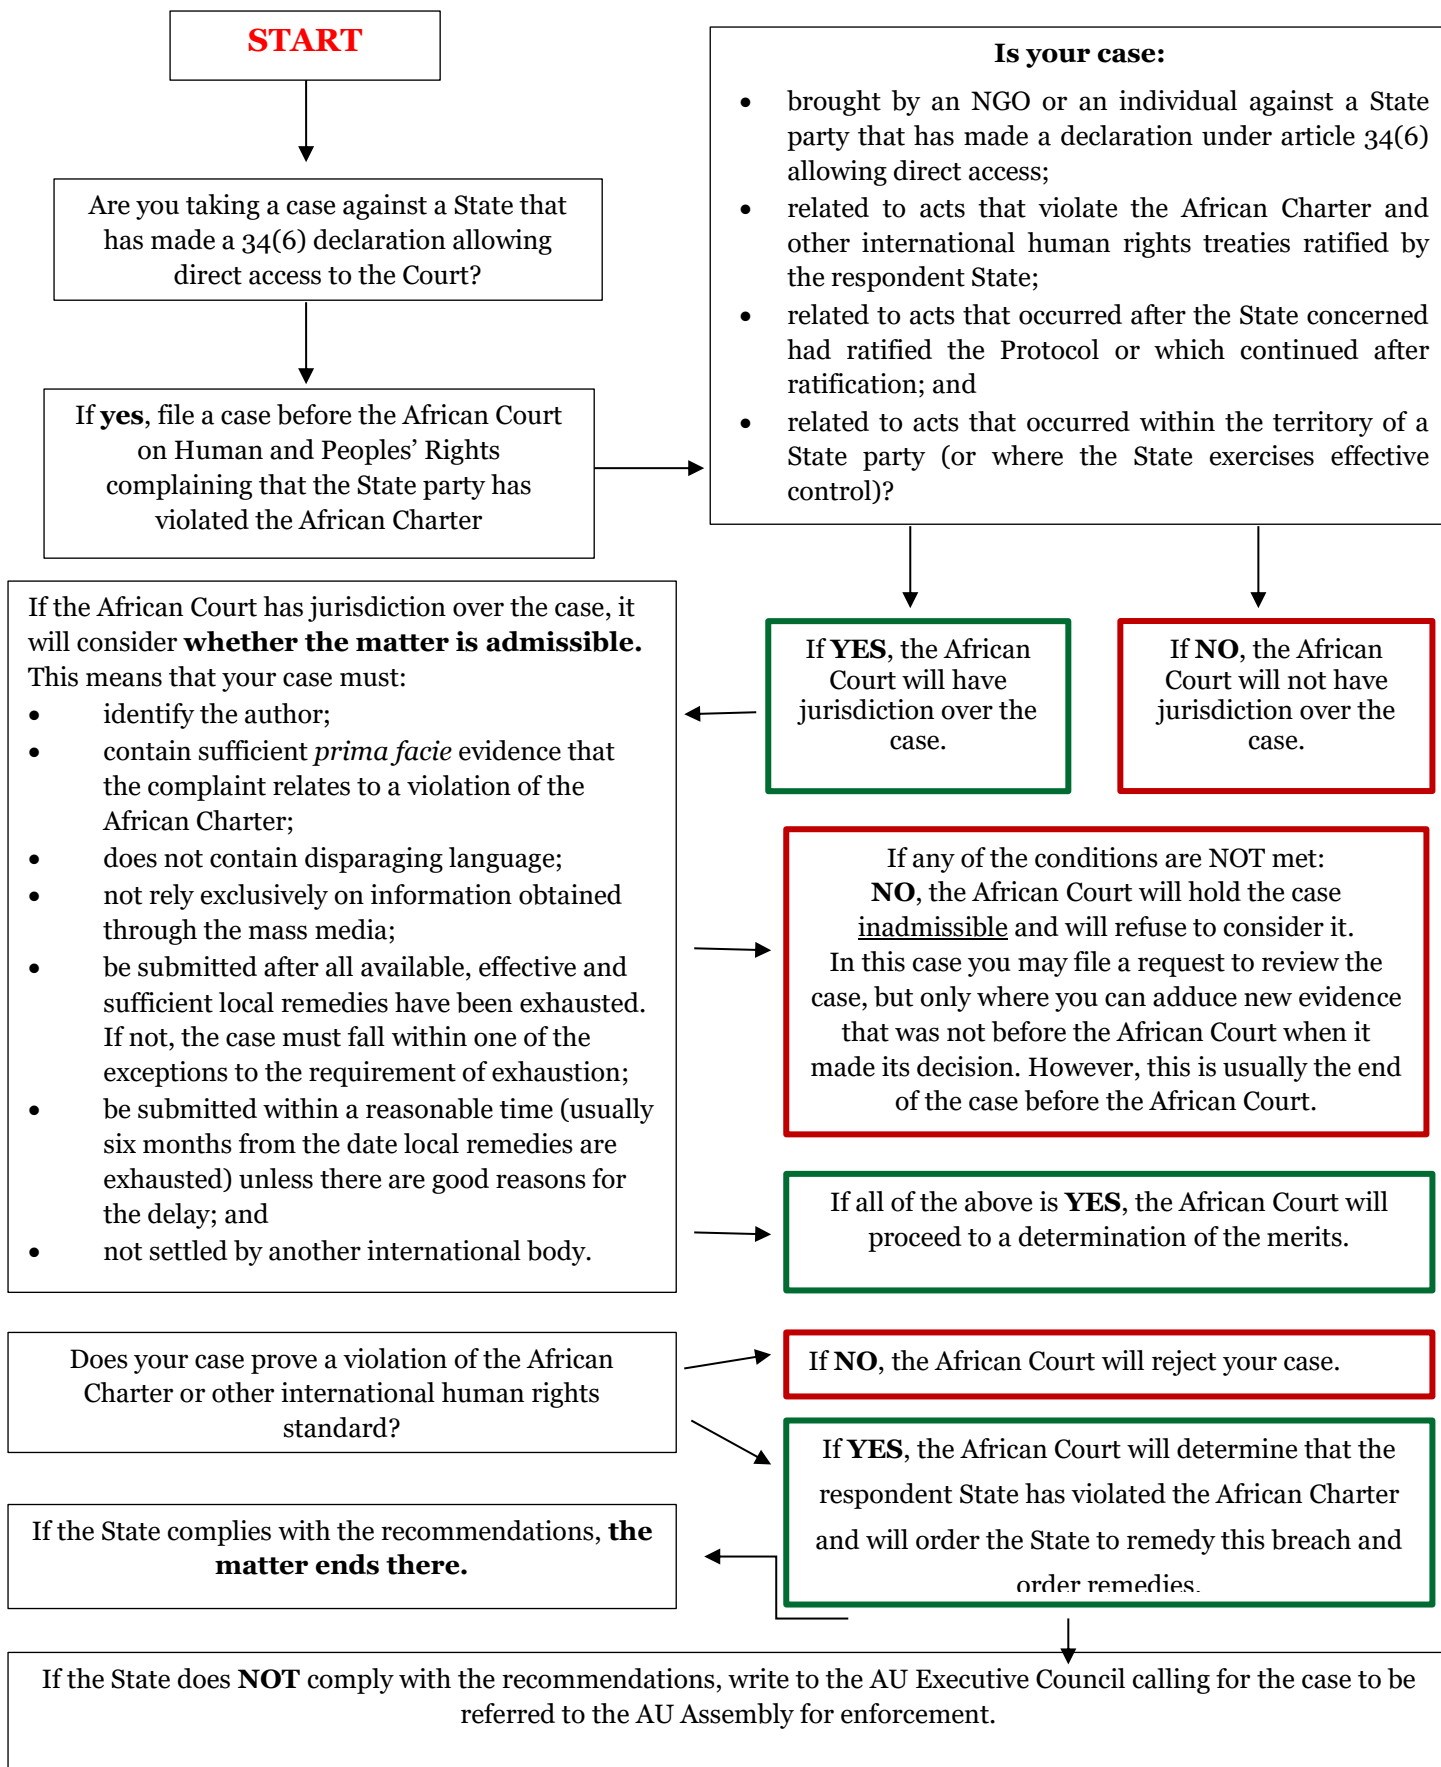 START
Are you taking a case against a State that
has made a 34(6) declaration allowing
direct access to the Court?
If yes, file a case before the African Court
on Human and Peoples’ Rights
complaining that the State party has
violated the African Charter
Is your case:
• brought by an NGO or an individual against a State
party that has made a declaration under article 34(6)
allowing direct access;
• related to acts that violate the African Charter and
other international human rights treaties ratified by
the respondent State;
• related to acts that occurred after the State concerned
had ratified the Protocol or which continued after
ratification; and
• related to acts that occurred within the territory of a
State party (or where the State exercises effective
control)?
If YES, the African
Court will have
jurisdiction over the
case.
If NO, the African
Court will not have
jurisdiction over the
case.
If the African Court has jurisdiction over the case, it
will consider whether the matter is admissible.
This means that your case must:
• identify the author;
• contain sufficient prima facie evidence that
the complaint relates to a violation of the
African Charter;
• does not contain disparaging language;
• not rely exclusively on information obtained
through the mass media;
• be submitted after all available, effective and
sufficient local remedies have been exhausted.
If not, the case must fall within one of the
exceptions to the requirement of exhaustion;
• be submitted within a reasonable time (usually
six months from the date local remedies are
exhausted) unless there are good reasons for
the delay; and
• not settled by another international body.
If any of the conditions are NOT met:
NO, the African Court will hold the case
inadmissible and will refuse to consider it.
In this case you may file a request to review the
case, but only where you can adduce new evidence
that was not before the African Court when it
made its decision. However, this is usually the end
of the case before the African Court.
If all of the above is YES, the African Court will
proceed to a determination of the merits.
Does your case prove a violation of the African
Charter or other international human rights
standard?
If NO, the African Court will reject your case.
If YES, the African Court will determine that the
respondent State has violated the African Charter
and will order the State to remedy this breach and
order remedies.
If the State complies with the recommendations, the
matter ends there.
If the State does NOT comply with the recommendations, write to the AU Executive Council calling for the case to be
referred to the AU Assembly for enforcement.